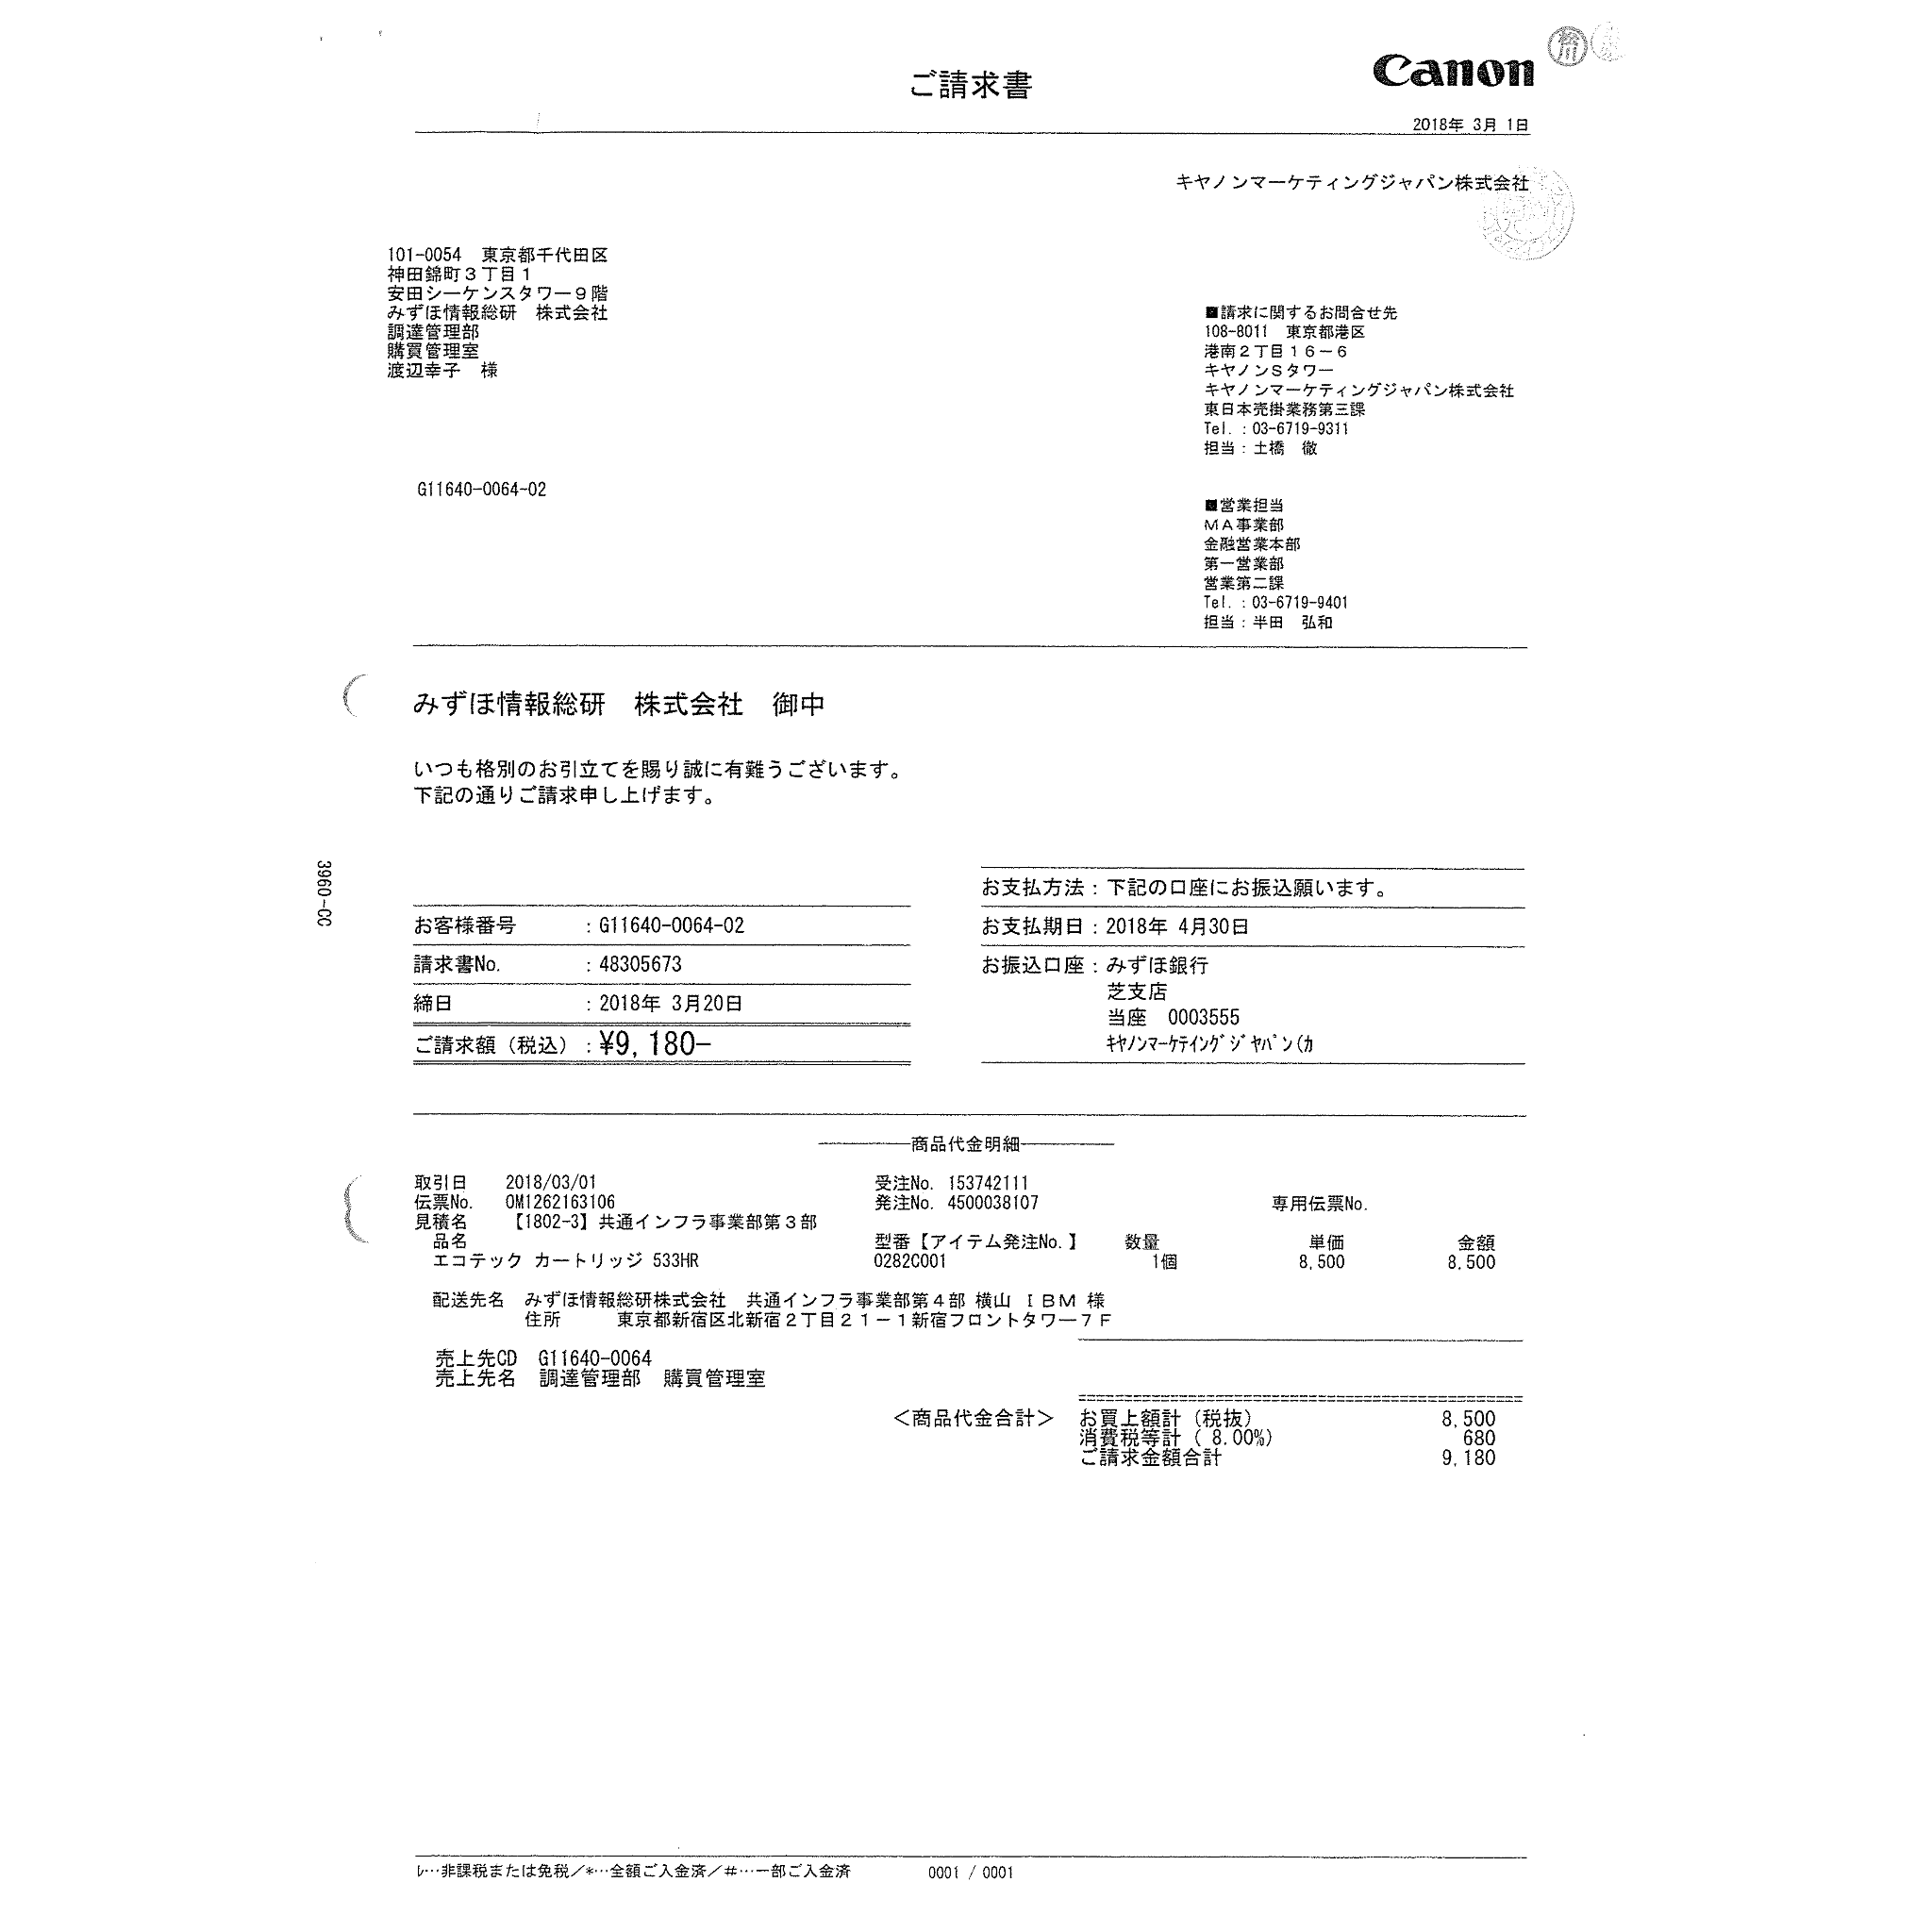 ご請求書
Canon
2018年 3月 1日
キヤノンマーケティングジャパン株式会社
101-0054　東京都千代田区
神田錦町３丁目１
安田シーケンスタワー９階
みずほ情報総研　株式会社
調達管理部
購買管理室
渡辺幸子　様
G11640-0064-02
■請求に関するお問合せ先
108-8011　東京都港区
港南２丁目１６－６
キヤノンＳタワー
キヤノンマーケティングジャパン株式会社
東日本売掛業務第三課
Tel. : 03-6719-9311
担当 : 土橋　徹
■営業担当
ＭＡ事業部
金融営業本部
第一営業部
営業第二課
Tel. : 03-6719-9401
担当 : 半田　弘和
みずほ情報総研　株式会社　御中
いつも格別のお引立てを賜り誠に有難うございます。
下記の通りご請求申し上げます。
3960-CC
お客様番号 : G11640-0064-02
請求書No. : 48305673
締日 : 2018年 3月20日
ご請求額（税込） : ¥9,180-
お支払方法 : 下記の口座にお振込願います。
お支払期日 : 2018年 4月30日
お振込口座 : みずほ銀行
芝支店
当座　0003555
ｷﾔﾉﾝﾏｰｹﾃｲﾝｸﾞｼﾞﾔﾊﾟﾝ(ｶ
商品代金明細
取引日 2018/03/01 受注No. 153742111
伝票No. OM1262163106 発注No. 4500038107 専用伝票No.
見積名 【1802-3】共通インフラ事業部第３部
品名 型番【アイテム発注No.】 数量 単価 金額
エコテック カートリッジ 533HR 0282C001 1個 8,500 8,500
配送先名　みずほ情報総研株式会社　共通インフラ事業部第４部 横山 ＩＢＭ 様
住所　東京都新宿区北新宿２丁目２１－１新宿フロントタワー７Ｆ
売上先CD　G11640-0064
売上先名　調達管理部　購買管理室
＜商品代金合計＞ お買上額計（税抜） 8,500
消費税等計 ( 8.00%) 680
ご請求金額合計 9,180
ﾚ…非課税または免税／*…全額ご入金済／#…一部ご入金済 0001 / 0001